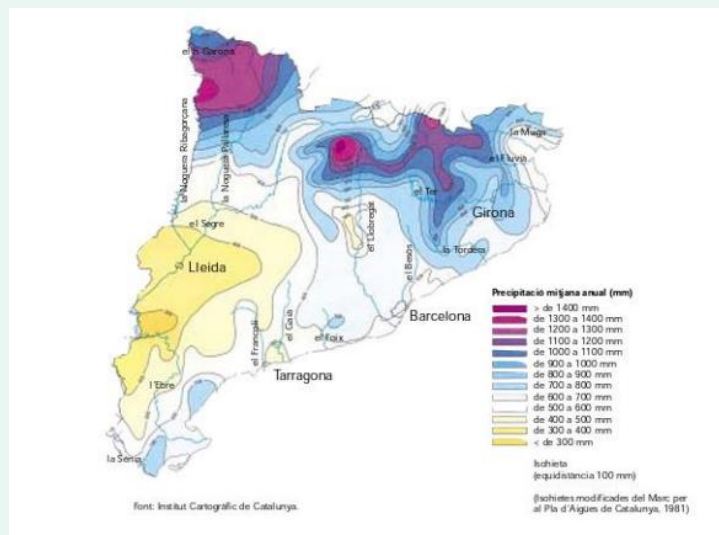 el la Garona
la Noguera Ribagorçana
la Noguera Pallaresa
la Muga
el Fluvià
el Ter
Girona
el Segre
el Llobregat
la Tordera
el Besòs
Lleida
Barcelona
el Gaià
el Foix
el Francolí
Tarragona
l'Ebre
la Sénia
Precipitació mitjana anual (mm)
> de 1400 mm
de 1300 a 1400 mm
de 1200 a 1300 mm
de 1100 a 1200 mm
de 1000 a 1100 mm
de 900 a 1000 mm
de 800 a 900 mm
de 700 a 800 mm
de 600 a 700 mm
de 500 a 600 mm
de 400 a 500 mm
de 300 a 400 mm
< de 300 mm
Isohieta
(equidistància 100 mm)
(Isohietes modificades del Marc per
al Pla d'Aigües de Catalunya, 1981)
Font: Institut Cartogràfic de Catalunya.